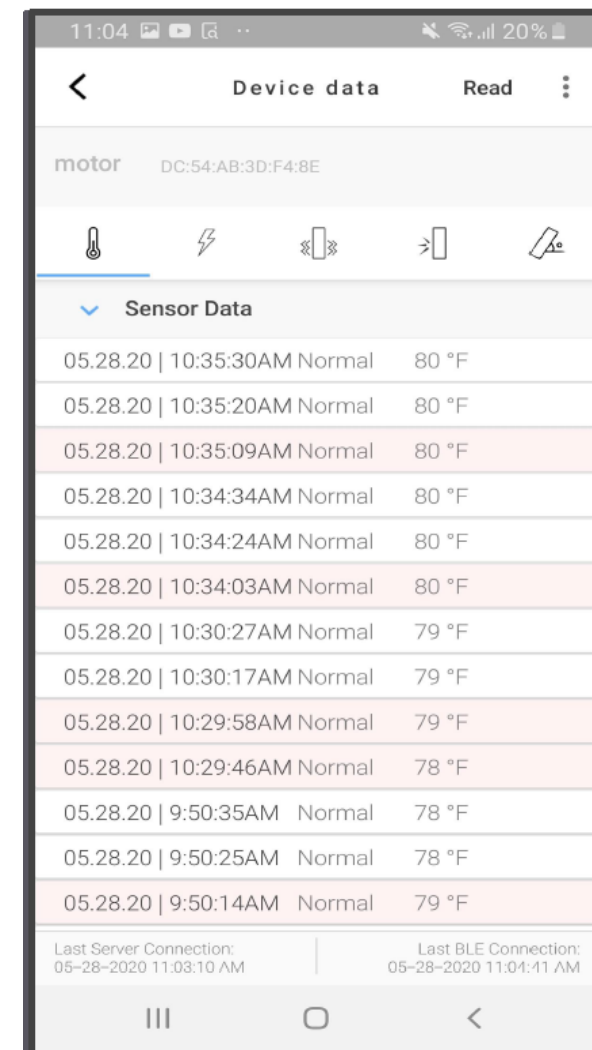 11:04 20%
Device data Read
motor DC:54:AB:3D:F4:8E
Sensor Data
05.28.20 | 10:35:30AM Normal 80 °F
05.28.20 | 10:35:20AM Normal 80 °F
05.28.20 | 10:35:09AM Normal 80 °F
05.28.20 | 10:34:34AM Normal 80 °F
05.28.20 | 10:34:24AM Normal 80 °F
05.28.20 | 10:34:03AM Normal 80 °F
05.28.20 | 10:30:27AM Normal 79 °F
05.28.20 | 10:30:17AM Normal 79 °F
05.28.20 | 10:29:58AM Normal 79 °F
05.28.20 | 10:29:46AM Normal 78 °F
05.28.20 | 9:50:35AM Normal 78 °F
05.28.20 | 9:50:25AM Normal 78 °F
05.28.20 | 9:50:14AM Normal 79 °F
Last Server Connection: Last BLE Connection:
05-28-2020 11:03:10 AM 05-28-2020 11:04:41 AM